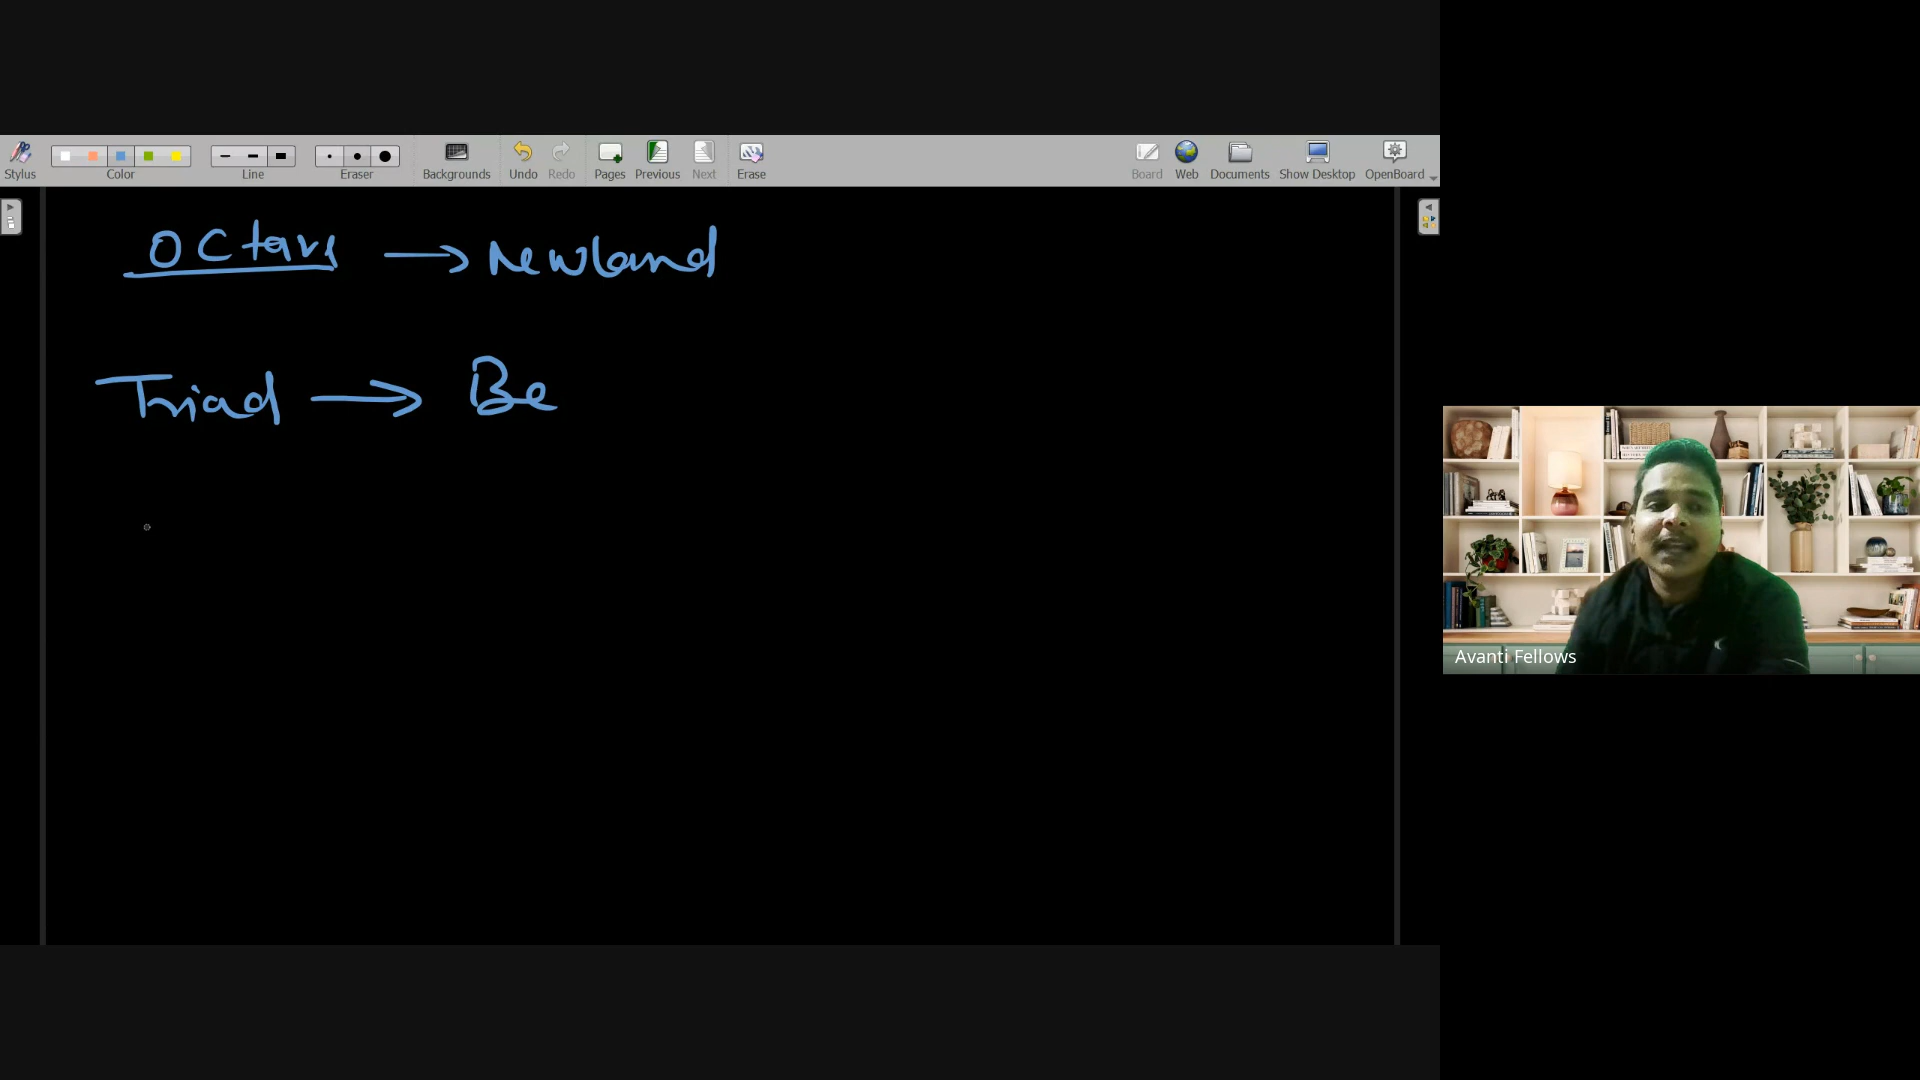 Stylus Color Line Eraser Backgrounds Undo Redo Pages Previous Next Erase Board Web Documents Show Desktop OpenBoard
OCtavs → Newland
Triad → Be
Avanti Fellows